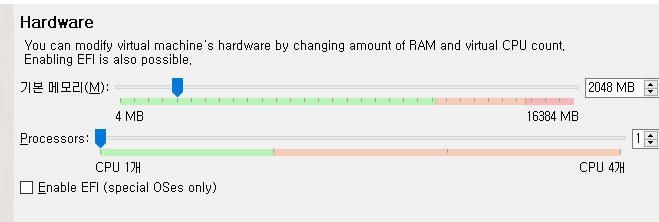 Hardware
You can modify virtual machine's hardware by changing amount of RAM and virtual CPU count.
Enabling EFI is also possible.
기본 메모리(M):
2048 MB
4 MB
16384 MB
Processors:
1
CPU 1개
CPU 4개
Enable EFI (special OSes only)